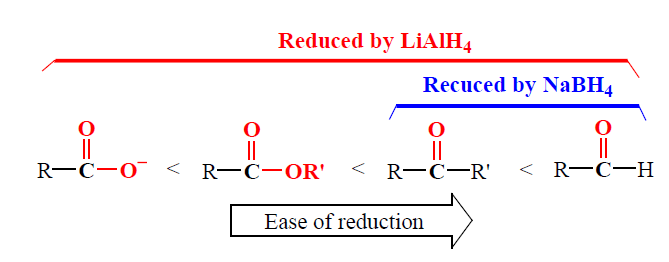 Reduced by LiAlH4
Recuced by NaBH4
O O O O
R—C—O⁻ < R—C—OR' < R—C—R' < R—C—H
Ease of reduction